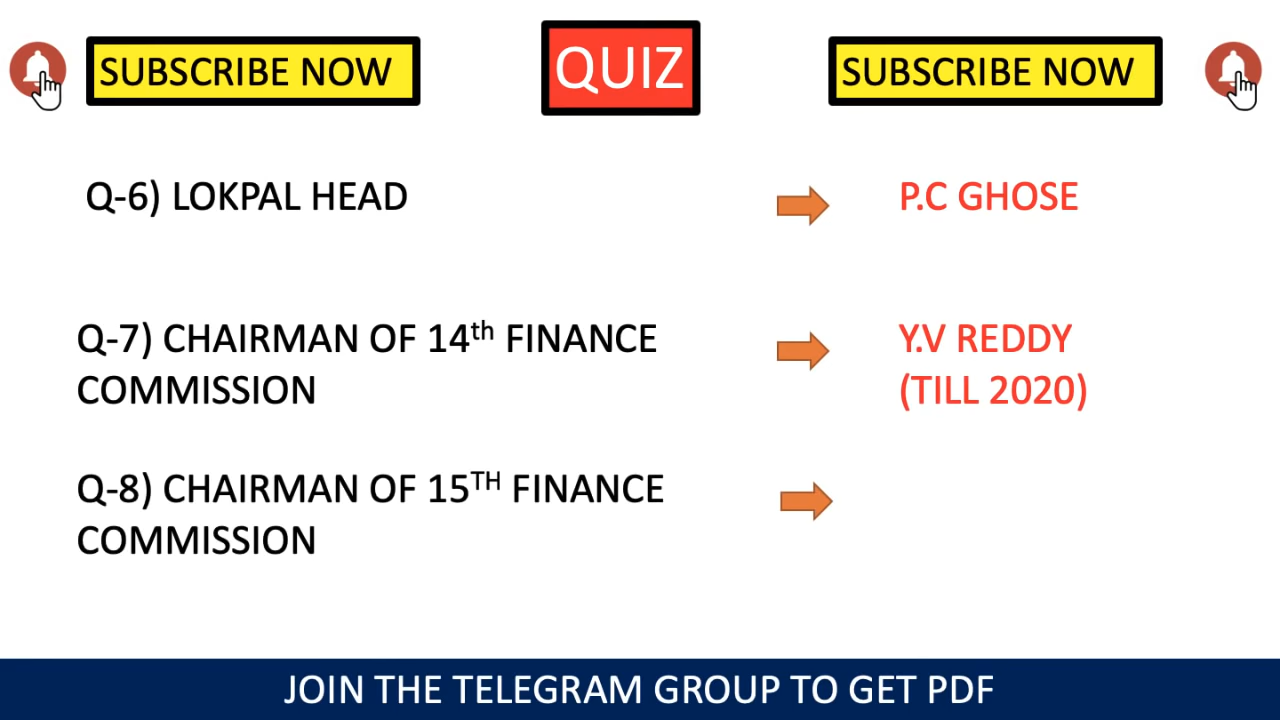 SUBSCRIBE NOW
QUIZ
SUBSCRIBE NOW
Q-6) LOKPAL HEAD
P.C GHOSE
Q-7) CHAIRMAN OF 14th FINANCE
COMMISSION
Y.V REDDY
(TILL 2020)
Q-8) CHAIRMAN OF 15TH FINANCE
COMMISSION
JOIN THE TELEGRAM GROUP TO GET PDF